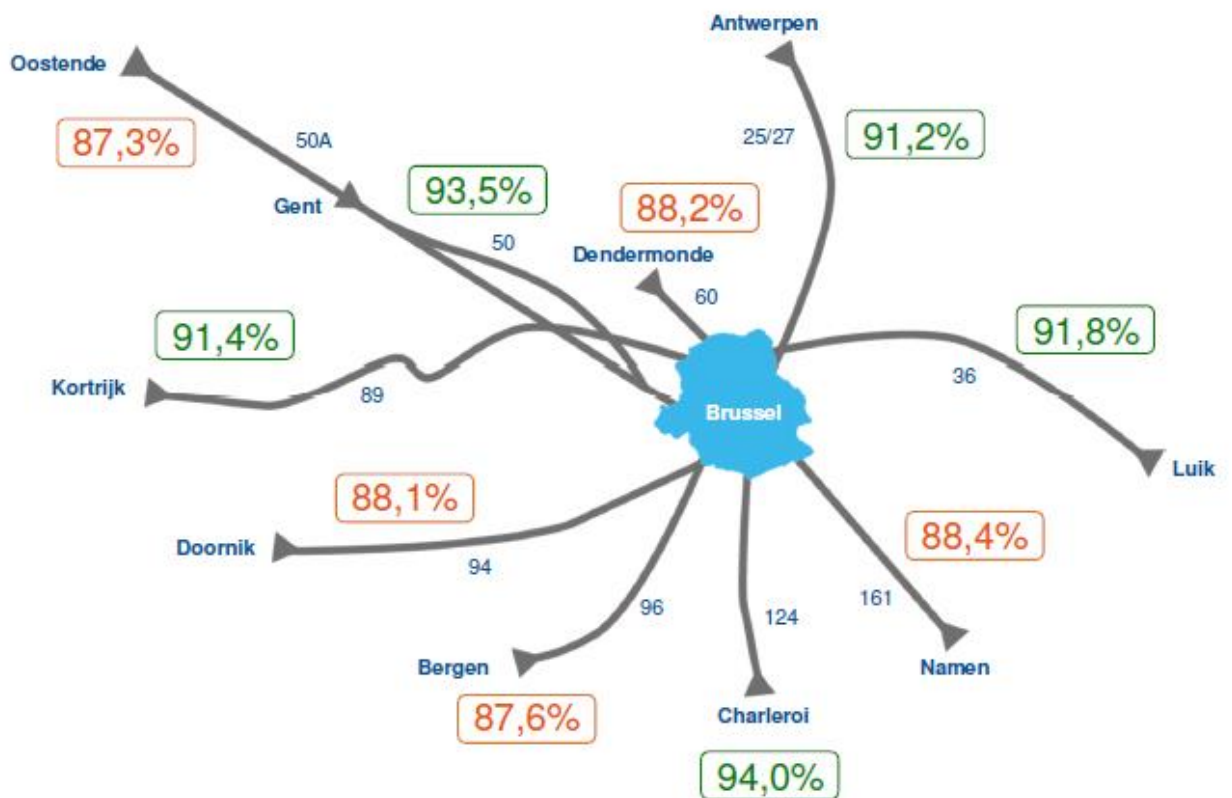 Antwerpen
Oostende
87,3%
50A
25/27
91,2%
Gent
93,5%
50
88,2%
Dendermonde
60
91,4%
91,8%
Kortrijk
89
36
Brussel
Luik
88,1%
Doornik
94
88,4%
96
124
161
Bergen
87,6%
Namen
Charleroi
94,0%